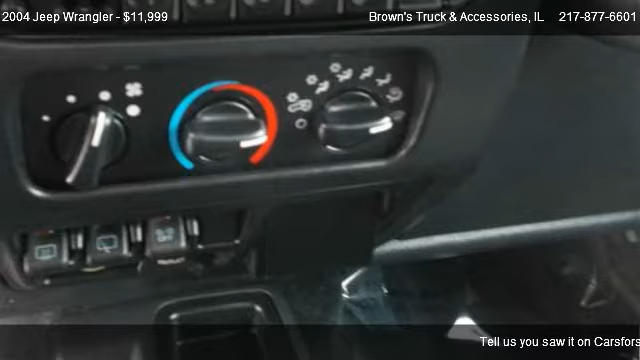 2004 Jeep Wrangler - $11,999
Brown's Truck & Accessories, IL 217-877-6601
OFF
Tell us you saw it on Carsfors